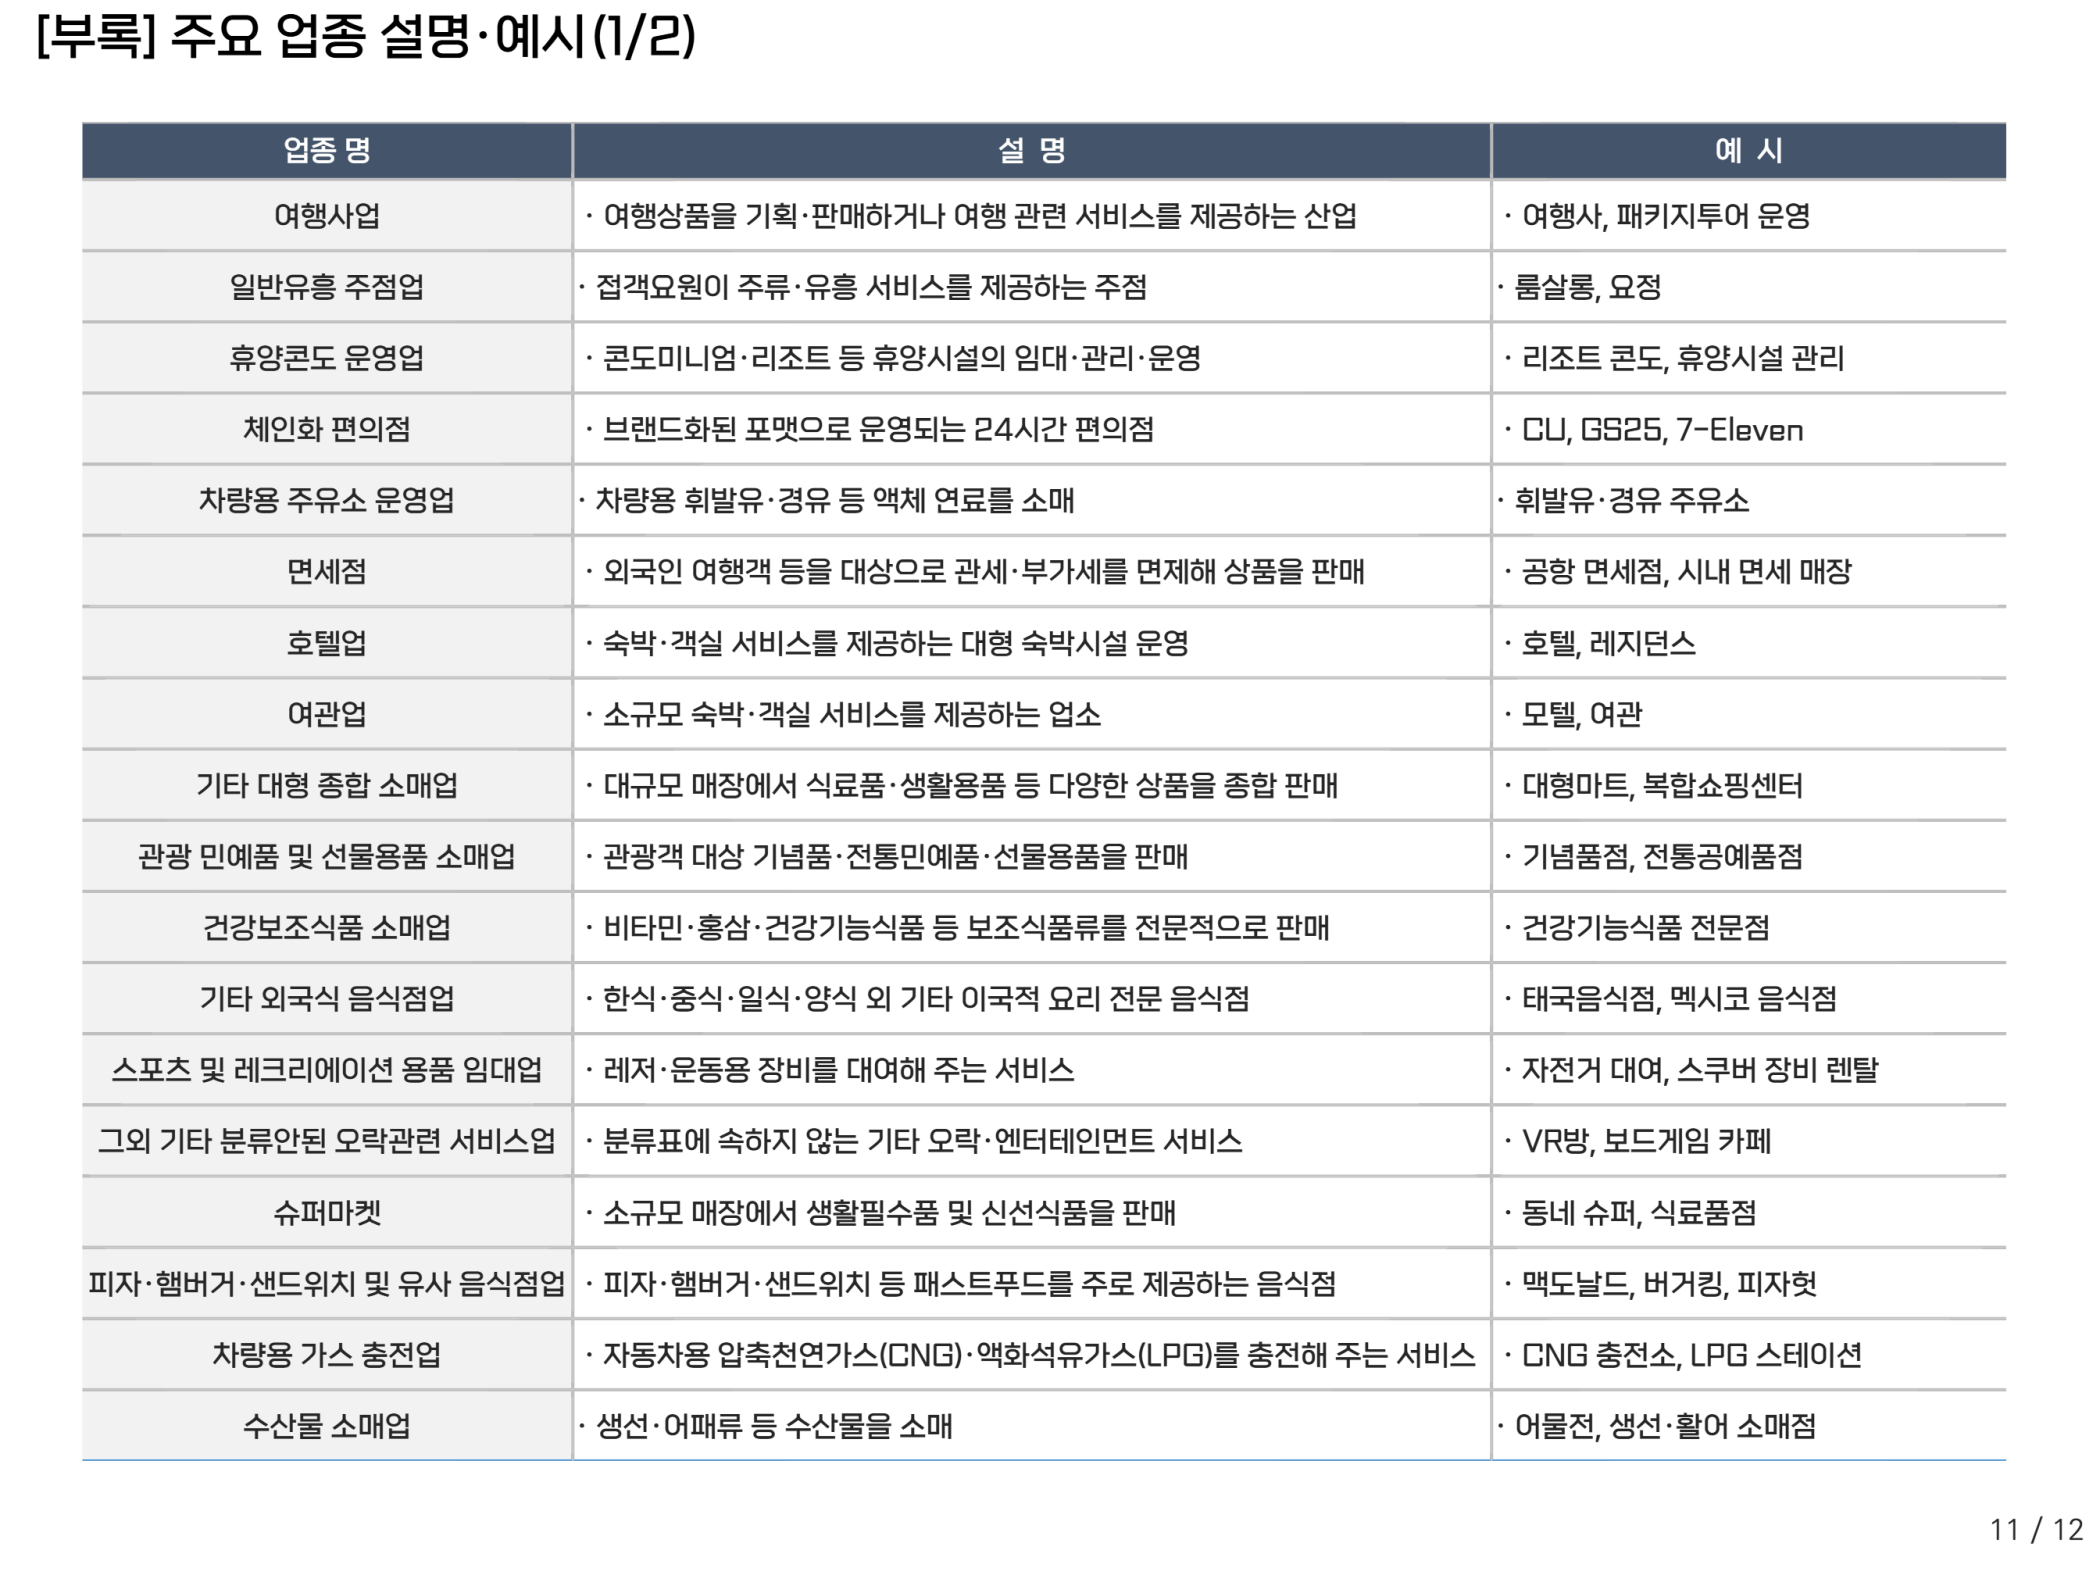 [부록] 주요 업종 설명·예시(1/2)
업종 명 설 명 예 시
여행사업 · 여행상품을 기획·판매하거나 여행 관련 서비스를 제공하는 산업 · 여행사, 패키지투어 운영
일반유흥 주점업 · 접객요원이 주류·유흥 서비스를 제공하는 주점 · 룸살롱, 요정
휴양콘도 운영업 · 콘도미니엄·리조트 등 휴양시설의 임대·관리·운영 · 리조트 콘도, 휴양시설 관리
체인화 편의점 · 브랜드화된 포맷으로 운영되는 24시간 편의점 · CU, GS25, 7-Eleven
차량용 주유소 운영업 · 차량용 휘발유·경유 등 액체 연료를 소매 · 휘발유·경유 주유소
면세점 · 외국인 여행객 등을 대상으로 관세·부가세를 면제해 상품을 판매 · 공항 면세점, 시내 면세 매장
호텔업 · 숙박·객실 서비스를 제공하는 대형 숙박시설 운영 · 호텔, 레지던스
여관업 · 소규모 숙박·객실 서비스를 제공하는 업소 · 모텔, 여관
기타 대형 종합 소매업 · 대규모 매장에서 식료품·생활용품 등 다양한 상품을 종합 판매 · 대형마트, 복합쇼핑센터
관광 민예품 및 선물용품 소매업 · 관광객 대상 기념품·전통민예품·선물용품을 판매 · 기념품점, 전통공예품점
건강보조식품 소매업 · 비타민·홍삼·건강기능식품 등 보조식품류를 전문적으로 판매 · 건강기능식품 전문점
기타 외국식 음식점업 · 한식·중식·일식·양식 외 기타 이국적 요리 전문 음식점 · 태국음식점, 멕시코 음식점
스포츠 및 레크리에이션 용품 임대업 · 레저·운동용 장비를 대여해 주는 서비스 · 자전거 대여, 스쿠버 장비 렌탈
그외 기타 분류안된 오락관련 서비스업 · 분류표에 속하지 않는 기타 오락·엔터테인먼트 서비스 · VR방, 보드게임 카페
슈퍼마켓 · 소규모 매장에서 생활필수품 및 신선식품을 판매 · 동네 슈퍼, 식료품점
피자·햄버거·샌드위치 및 유사 음식점업 · 피자·햄버거·샌드위치 등 패스트푸드를 주로 제공하는 음식점 · 맥도날드, 버거킹, 피자헛
차량용 가스 충전업 · 자동차용 압축천연가스(CNG)·액화석유가스(LPG)를 충전해 주는 서비스 · CNG 충전소, LPG 스테이션
수산물 소매업 · 생선·어패류 등 수산물을 소매 · 어물전, 생선·활어 소매점
11 / 12